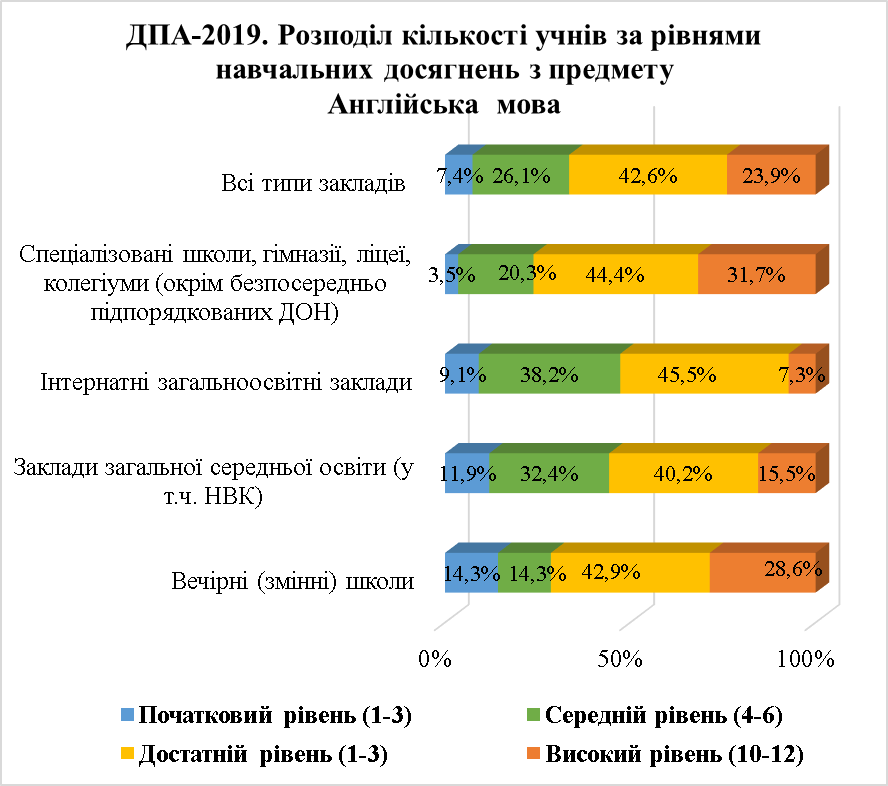 ДПА-2019. Розподіл кількості учнів за рівнями
навчальних досягнень з предмету
Англійська мова
Всі типи закладів
7,4% 26,1% 42,6% 23,9%
Спеціалізовані школи, гімназії, ліцеї,
колегіуми (окрім безпосередньо
підпорядкованих ДОН)
3,5% 20,3% 44,4% 31,7%
Інтернатні загальноосвітні заклади
9,1% 38,2% 45,5% 7,3%
Заклади загальної середньої освіти (у
т.ч. НВК)
11,9% 32,4% 40,2% 15,5%
Вечірні (змінні) школи
14,3% 14,3% 42,9% 28,6%
0% 50% 100%
Початковий рівень (1-3) Середній рівень (4-6)
Достатній рівень (1-3) Високий рівень (10-12)